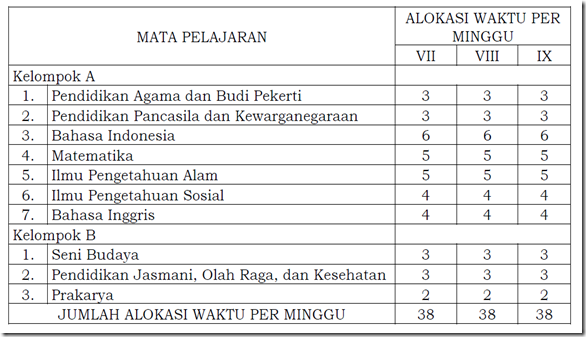 MATA PELAJARAN
ALOKASI WAKTU PER
MINGGU
VII VIII IX
Kelompok A
1. Pendidikan Agama dan Budi Pekerti 3 3 3
2. Pendidikan Pancasila dan Kewarganegaraan 3 3 3
3. Bahasa Indonesia 6 6 6
4. Matematika 5 5 5
5. Ilmu Pengetahuan Alam 5 5 5
6. Ilmu Pengetahuan Sosial 4 4 4
7. Bahasa Inggris 4 4 4
Kelompok B
1. Seni Budaya 3 3 3
2. Pendidikan Jasmani, Olah Raga, dan Kesehatan 3 3 3
3. Prakarya 2 2 2
JUMLAH ALOKASI WAKTU PER MINGGU 38 38 38